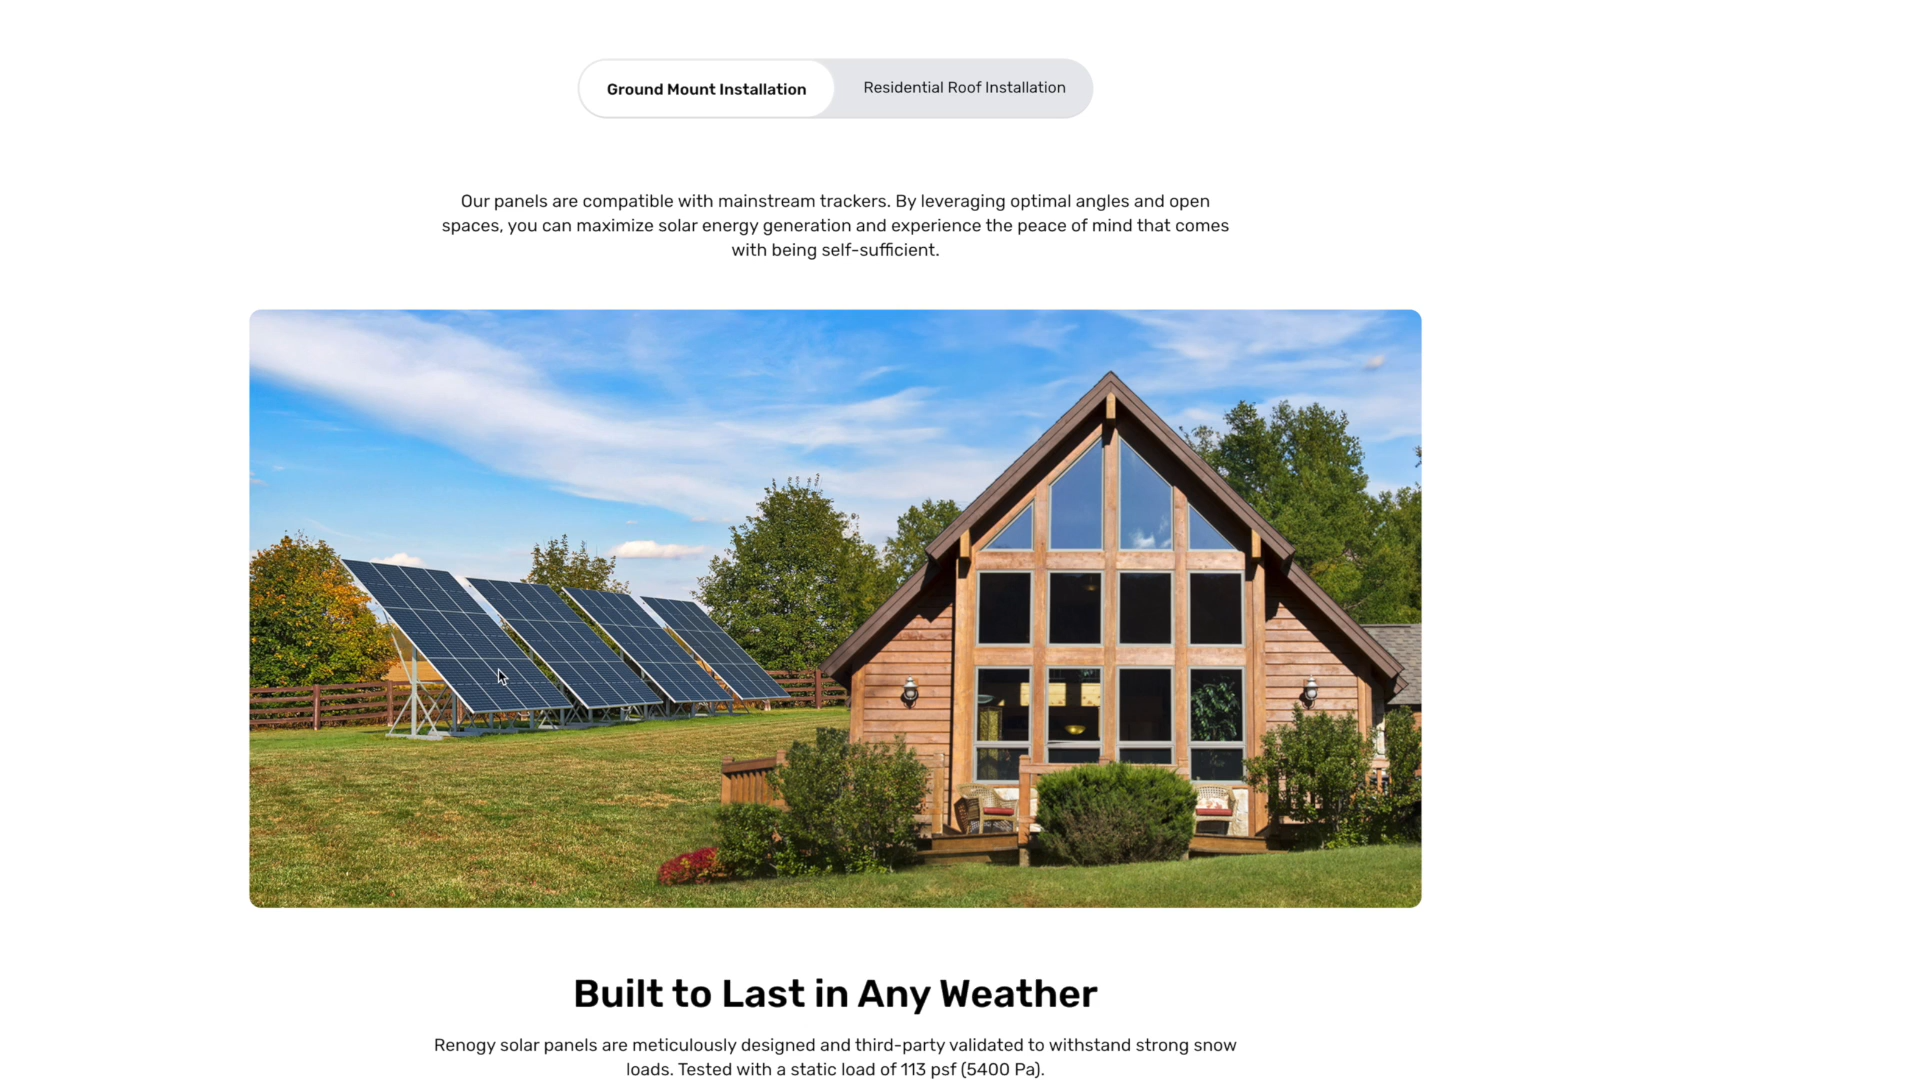 Ground Mount Installation
Residential Roof Installation
Our panels are compatible with mainstream trackers. By leveraging optimal angles and open
spaces, you can maximize solar energy generation and experience the peace of mind that comes
with being self-sufficient.
Built to Last in Any Weather
Renogy solar panels are meticulously designed and third-party validated to withstand strong snow
loads. Tested with a static load of 113 psf (5400 Pa).